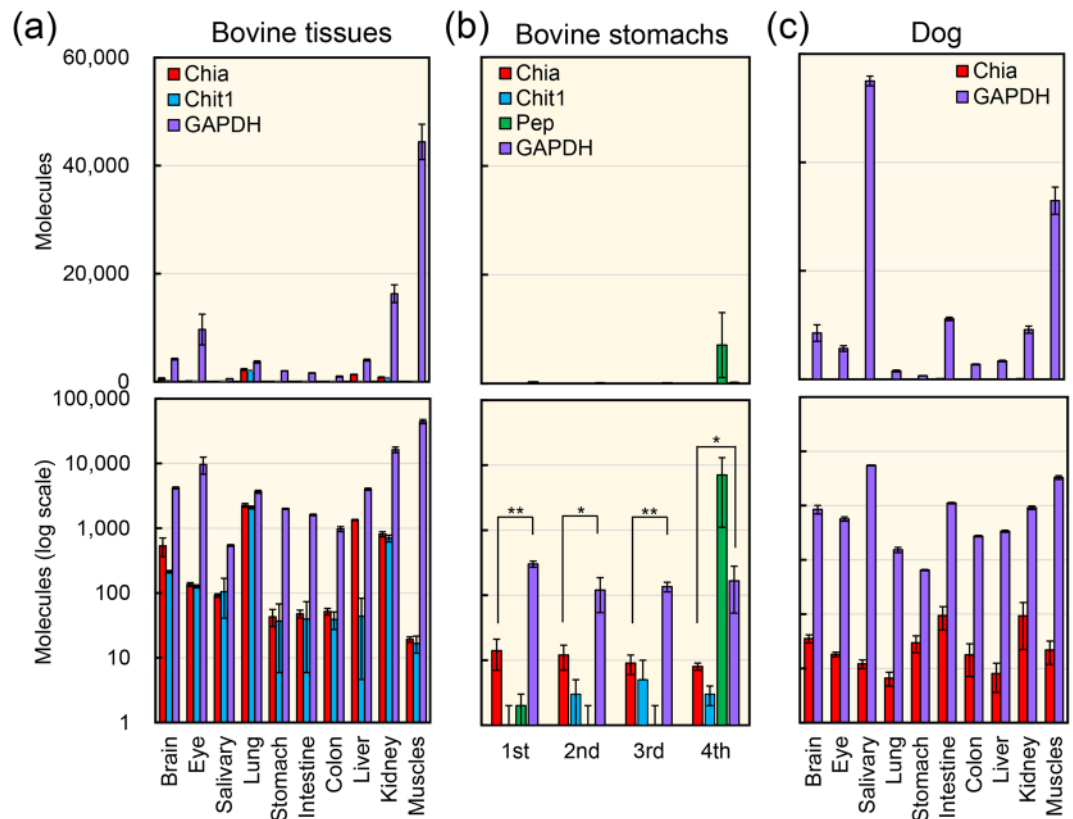 (a)
Bovine tissues
(b)
Bovine stomachs
(c)
Dog
60,000
40,000
20,000
0
Molecules
Chia
Chit1
GAPDH
Chia
Chit1
Pep
GAPDH
Chia
GAPDH
100,000
10,000
1,000
100
10
1
Molecules (log scale)
**
*
**
*
Brain
Eye
Salivary
Lung
Stomach
Intestine
Colon
Liver
Kidney
Muscles
1st
2nd
3rd
4th
Brain
Eye
Salivary
Lung
Stomach
Intestine
Colon
Liver
Kidney
Muscles